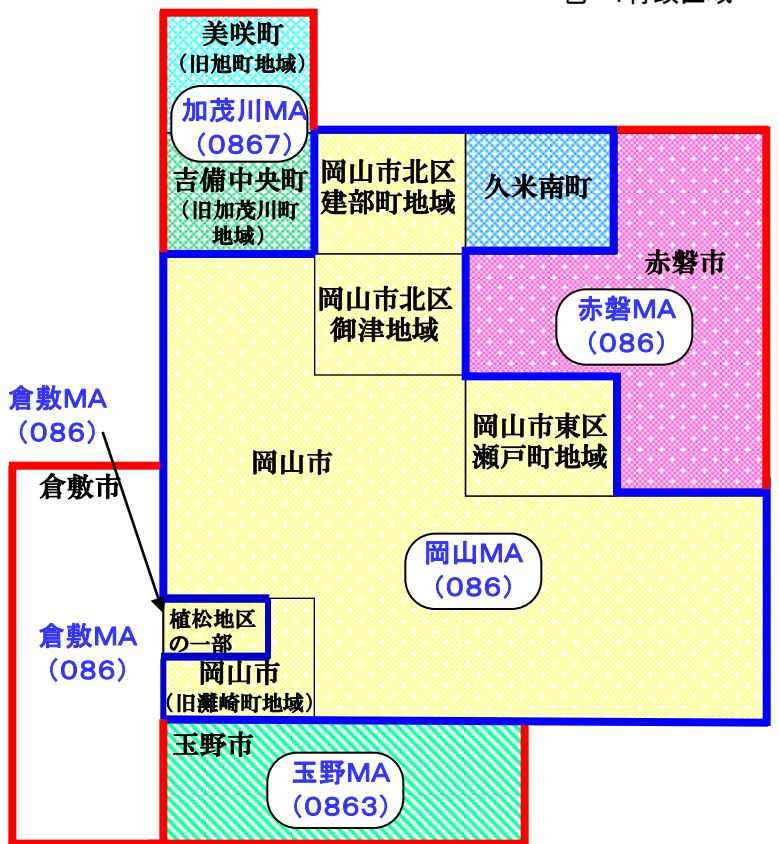 行政区域
美咲町
（旧旭町地域）
加茂川MA
（0867）
吉備中央町
（旧加茂川町
地域）
岡山市北区
建部町地域
久米南町
赤磐市
岡山市北区
御津地域
赤磐MA
（086）
倉敷MA
（086）
岡山市東区
瀬戸町地域
岡山市
倉敷市
岡山MA
（086）
植松地区
の一部
倉敷MA
（086）
岡山市
（旧灘崎町地域）
玉野市
玉野MA
（0863）